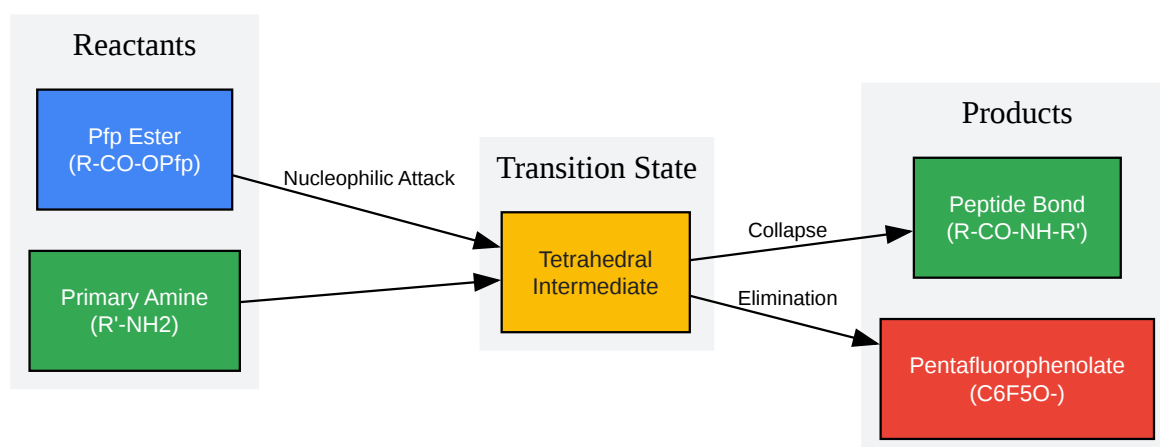 Reactants
Pfp Ester
(R-CO-OPfp)
Primary Amine
(R'-NH2)
Nucleophilic Attack
Transition State
Tetrahedral
Intermediate
Collapse
Elimination
Products
Peptide Bond
(R-CO-NH-R')
Pentafluorophenolate
(C6F5O-)